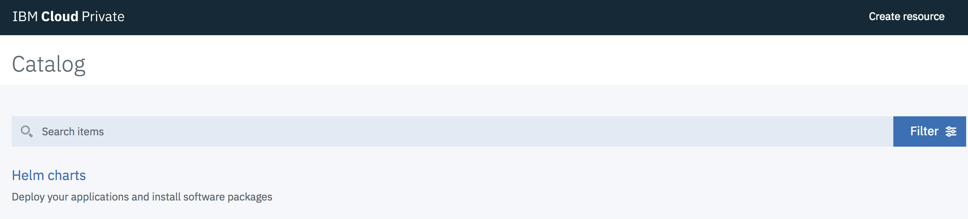 IBM Cloud Private
Create resource
Catalog
Search items
Filter
Helm charts
Deploy your applications and install software packages